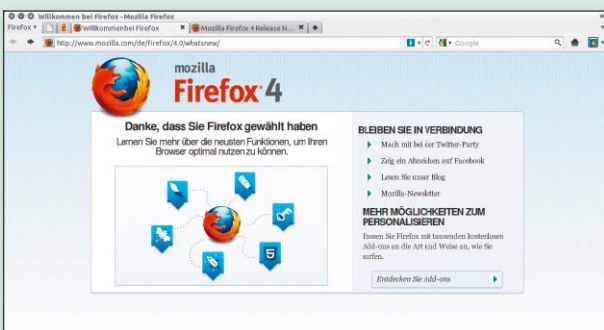 Willkommen bei Firefox - Mozilla Firefox
Firefox
Willkommen bei Firefox
Mozilla Firefox 4 Release N...
http://www.mozilla.com/de/firefox/4.0/whatsnew/
Google
mozilla
Firefox 4
Danke, dass Sie Firefox gewählt haben
Lernen Sie mehr über die neusten Funktionen, um Ihren
Browser optimal nutzen zu können.
5
BLEIBEN SIE IN VERBINDUNG
Mach mit bei der Twitter-Party
Zeig ein Abzeichen auf Facebook
Lesen Sie unser Blog
Mozilla-Newsletter
MEHR MÖGLICHKEITEN ZUM
PERSONALISIEREN
Passen Sie Firefox mit tausenden kostenlosen
Add-ons an die Art und Weise an, wie Sie
surfen.
Entdecken Sie Add-ons